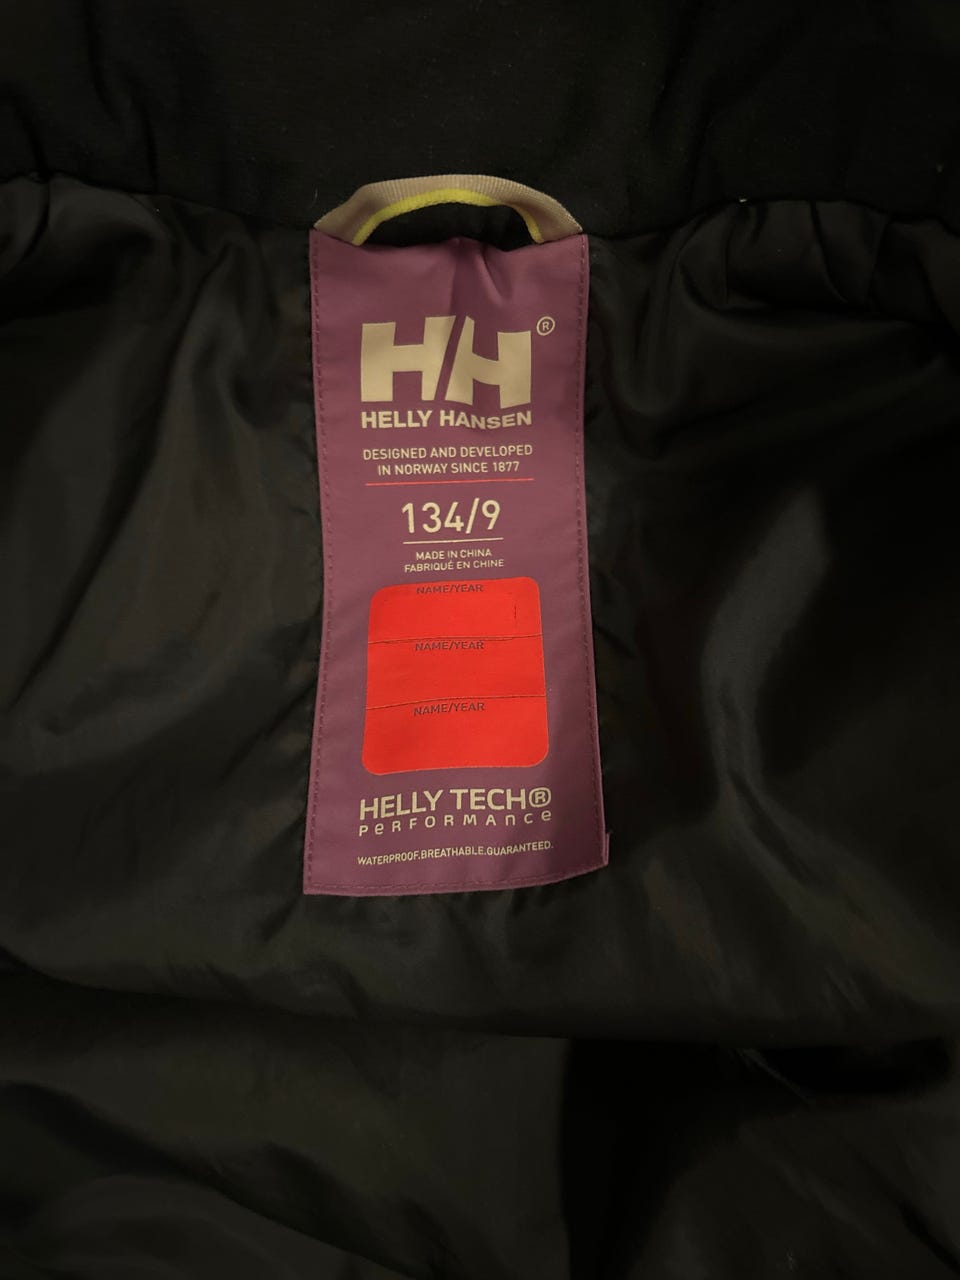 HH®
HELLY HANSEN
DESIGNED AND DEVELOPED
IN NORWAY SINCE 1877
134/9
MADE IN CHINA
FABRIQUÉ EN CHINE
NAME/YEAR
NAME/YEAR
NAME/YEAR
HELLY TECH®
PERFORMANCE
WATERPROOF.BREATHABLE.GUARANTEED.